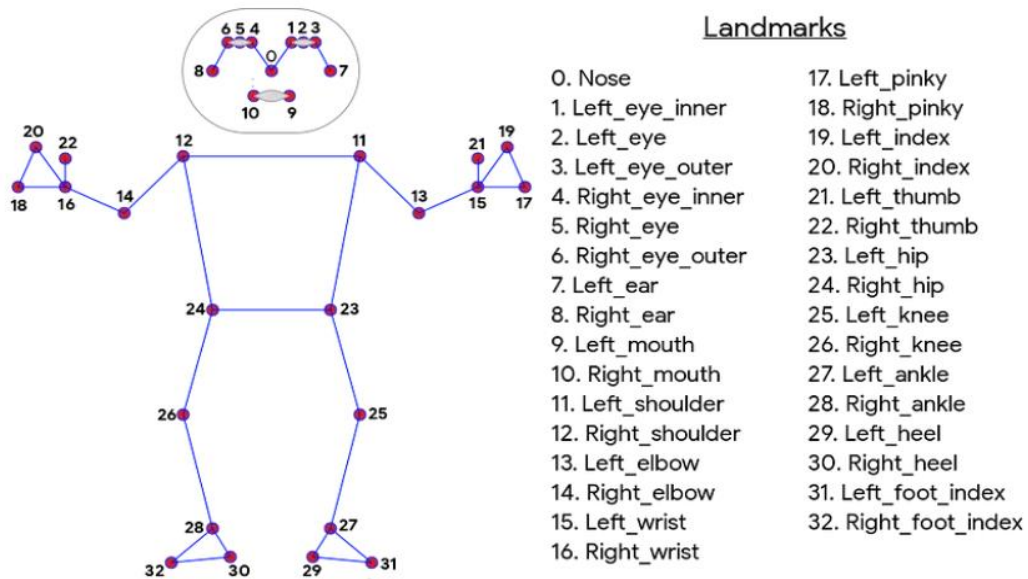 Landmarks
0. Nose
1. Left_eye_inner
2. Left_eye
3. Left_eye_outer
4. Right_eye_inner
5. Right_eye
6. Right_eye_outer
7. Left_ear
8. Right_ear
9. Left_mouth
10. Right_mouth
11. Left_shoulder
12. Right_shoulder
13. Left_elbow
14. Right_elbow
15. Left_wrist
16. Right_wrist
17. Left_pinky
18. Right_pinky
19. Left_index
20. Right_index
21. Left_thumb
22. Right_thumb
23. Left_hip
24. Right_hip
25. Left_knee
26. Right_knee
27. Left_ankle
28. Right_ankle
29. Left_heel
30. Right_heel
31. Left_foot_index
32. Right_foot_index
6 5 4 1 2 3
0
8 7
10 9
20 22 12 11 21 19
18 16 14 13 15 17
24 23
26 25
28 27
32 30 29 31